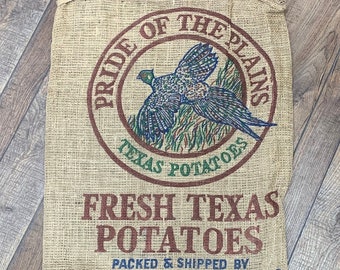 PRIDE OF THE PLAINS
TEXAS POTATOES
FRESH TEXAS
POTATOES
PACKED & SHIPPED BY